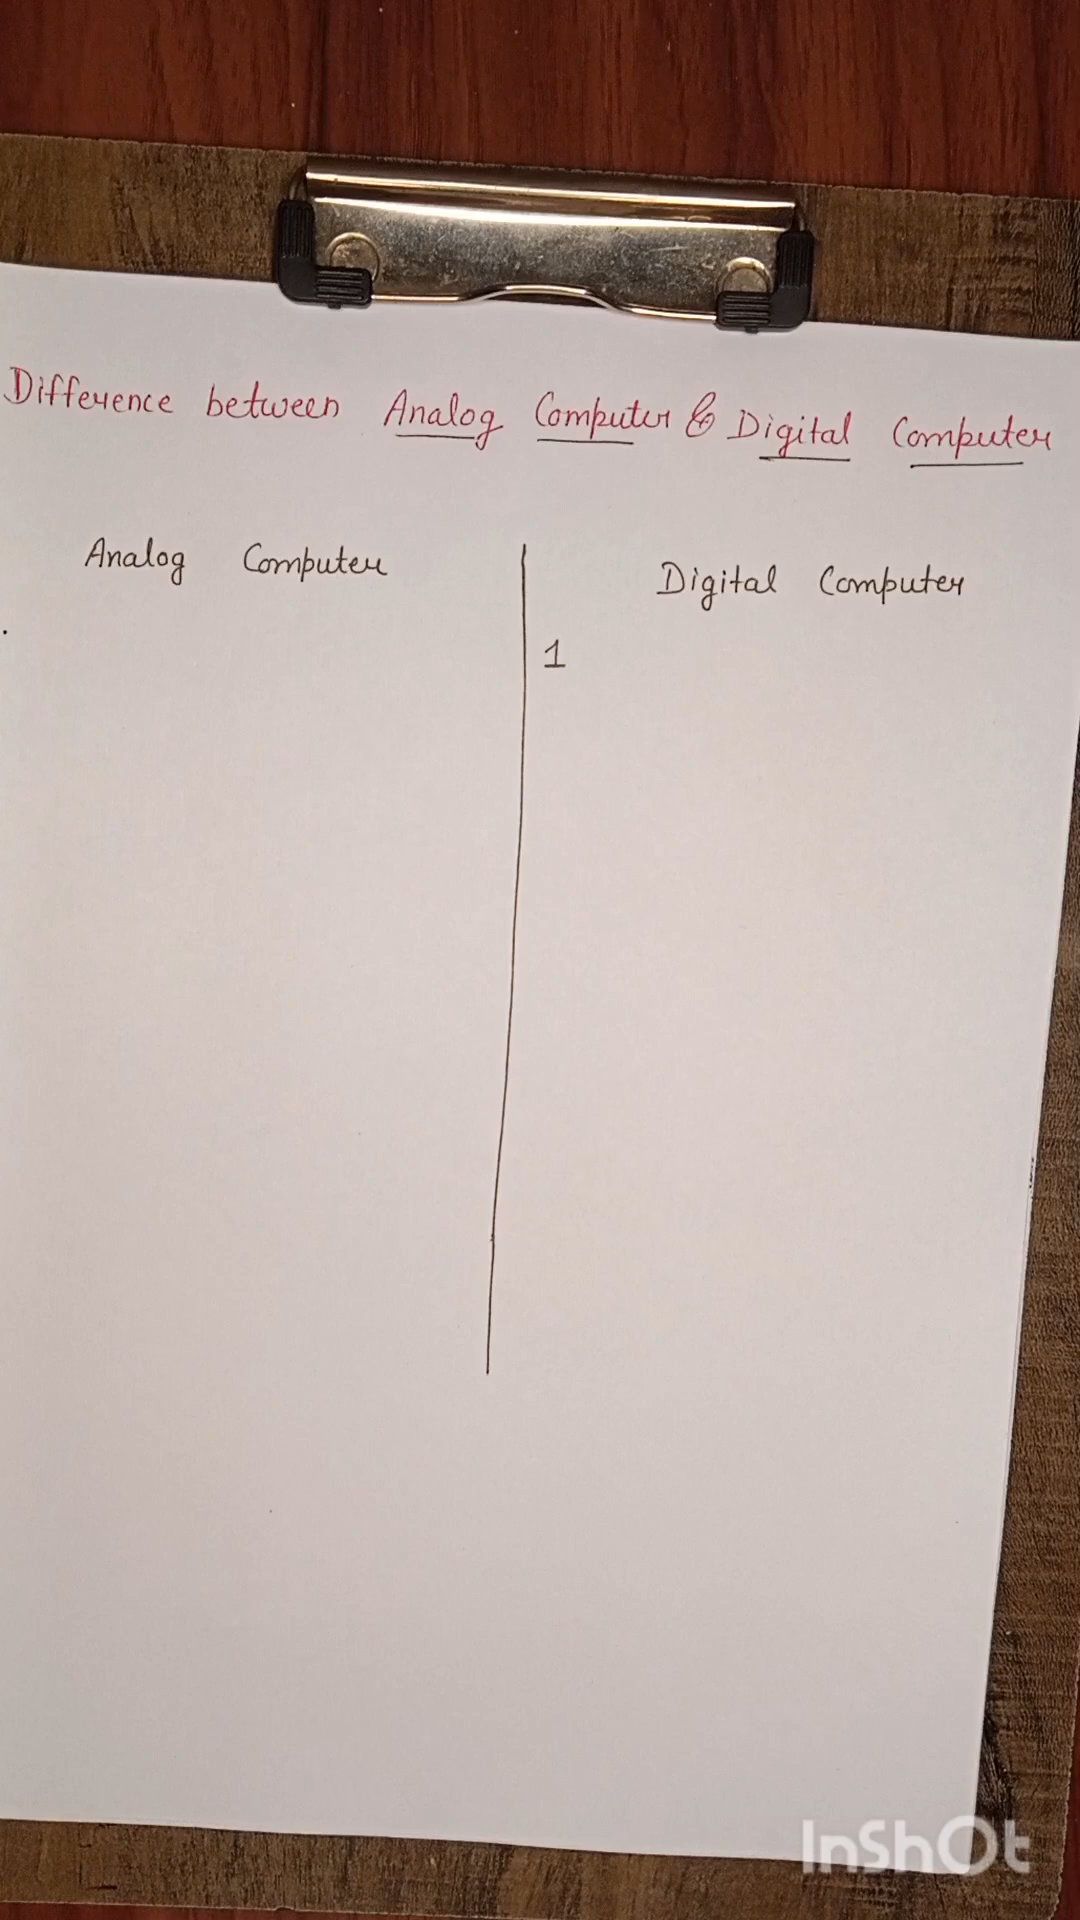 Difference between Analog Computer & Digital Computer
Analog Computer
Digital Computer
.
1
InShOt